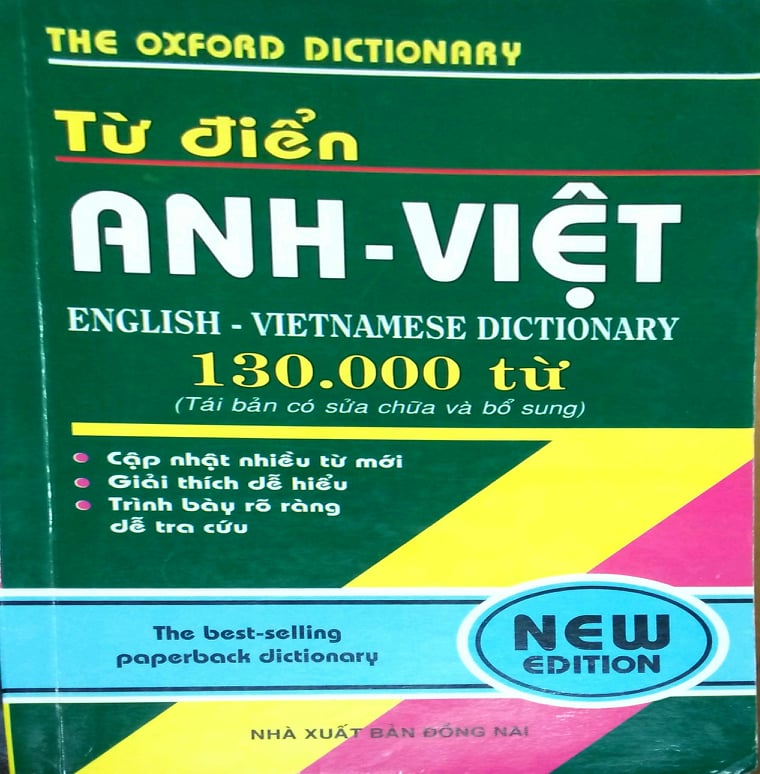 THE OXFORD DICTIONARY
Từ điển
ANH - VIỆT
ENGLISH - VIETNAMESE DICTIONARY
130.000 từ
(Tái bản có sửa chữa và bổ sung)
Cập nhật nhiều từ mới
Giải thích dễ hiểu
Trình bày rõ ràng
dễ tra cứu
The best-selling
paperback dictionary
NEW
EDITION
NHÀ XUẤT BẢN ĐỒNG NAI